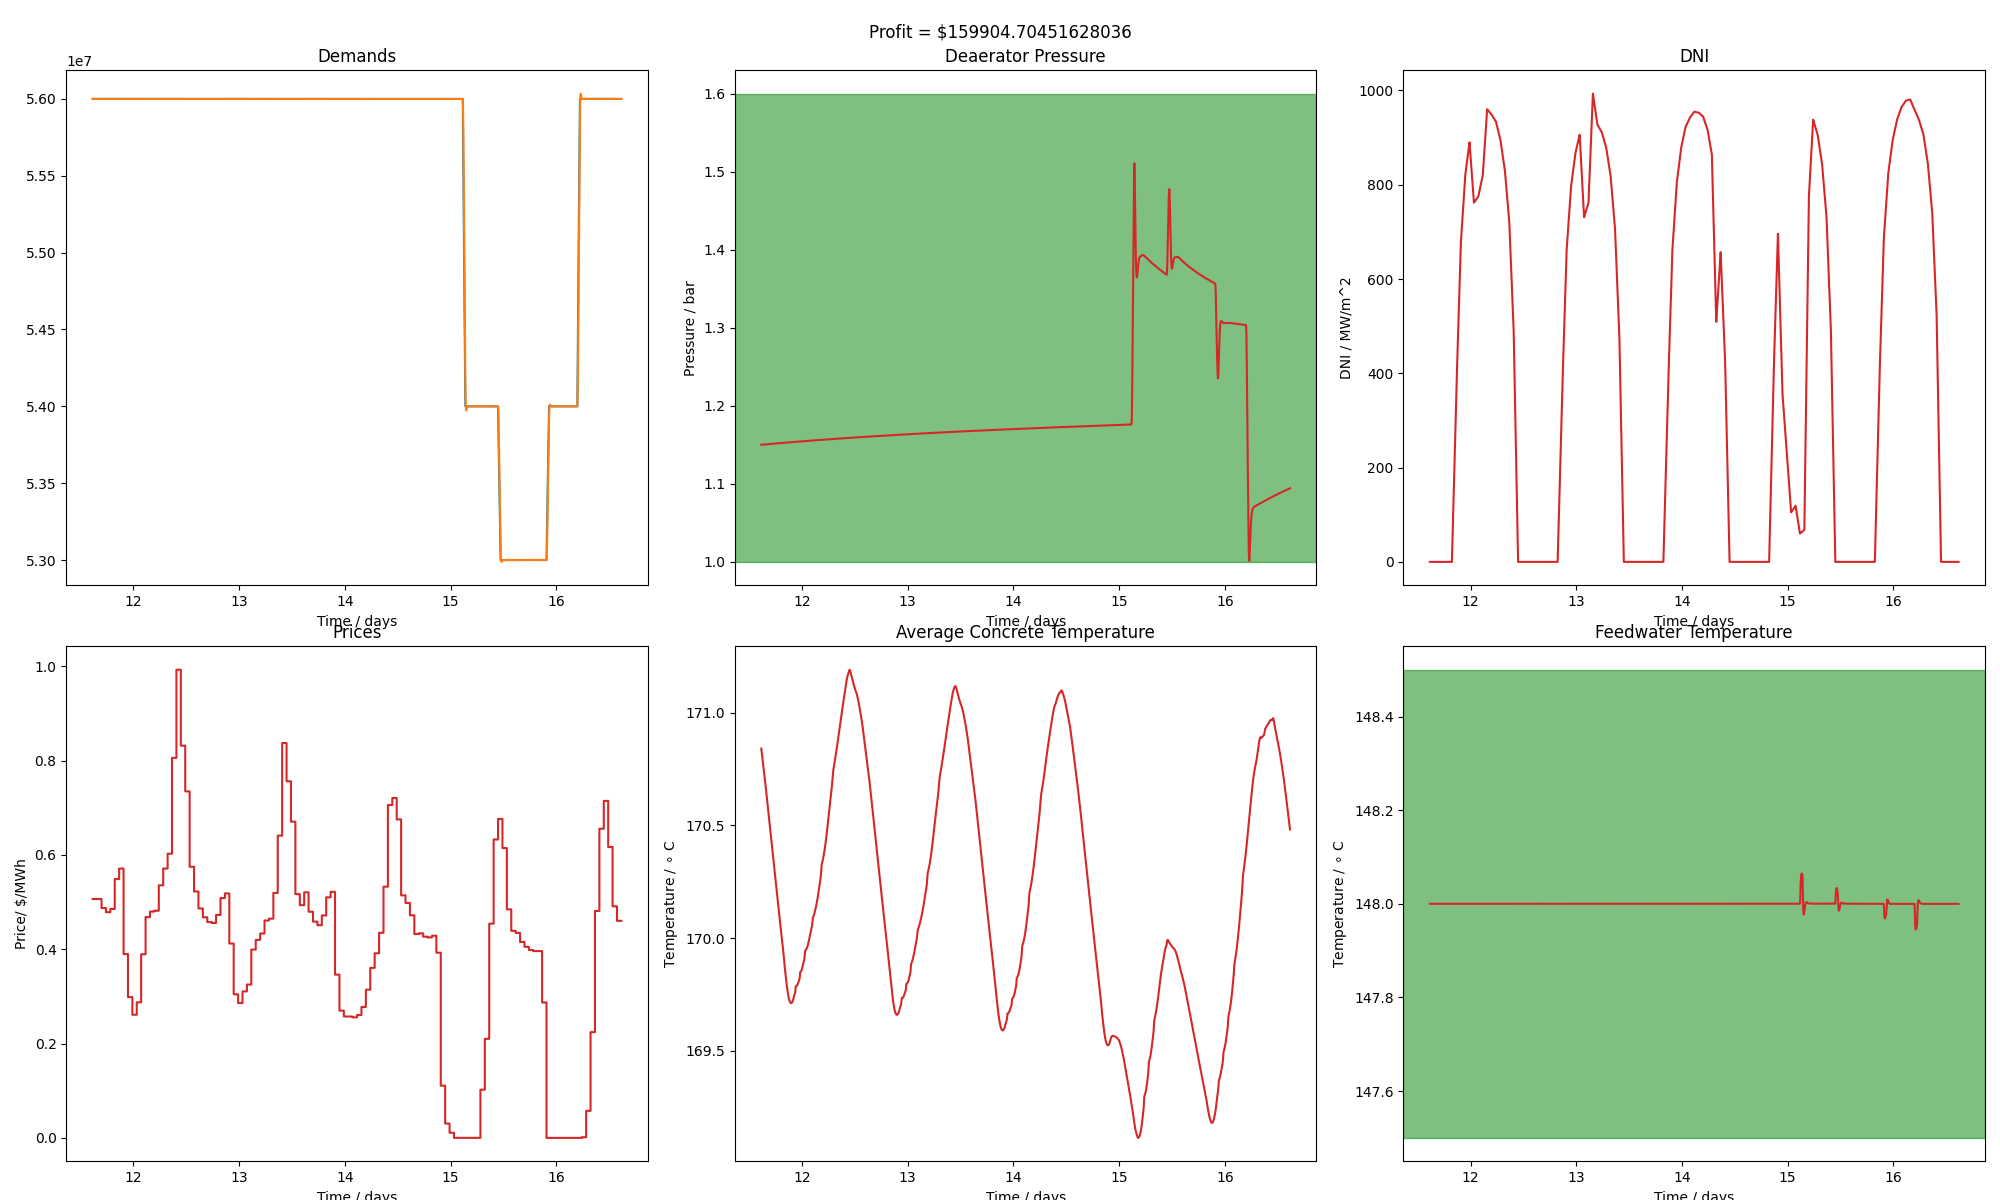 Profit = $159904.70451628036
Demands
1e7
5.60
5.55
5.50
5.45
5.40
5.35
5.30
12 13 14 15 16
Time / days
Deaerator Pressure
Pressure / bar
1.6
1.5
1.4
1.3
1.2
1.1
1.0
12 13 14 15 16
Time / days
DNI
DNI / MW/m^2
1000
800
600
400
200
0
12 13 14 15 16
Time / days
Prices
Price/ $/MWh
1.0
0.8
0.6
0.4
0.2
0.0
12 13 14 15 16
Time / days
Average Concrete Temperature
Temperature / ∘ C
171.0
170.5
170.0
169.5
12 13 14 15 16
Time / days
Feedwater Temperature
Temperature / ∘ C
148.4
148.2
148.0
147.8
147.6
12 13 14 15 16
Time / days